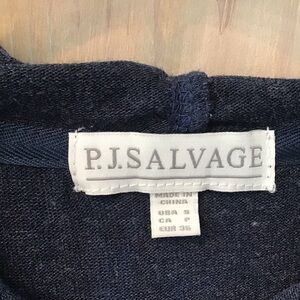 P.J.SALVAGE
MADE IN
CHINA
USA S
CA P
EUR 36